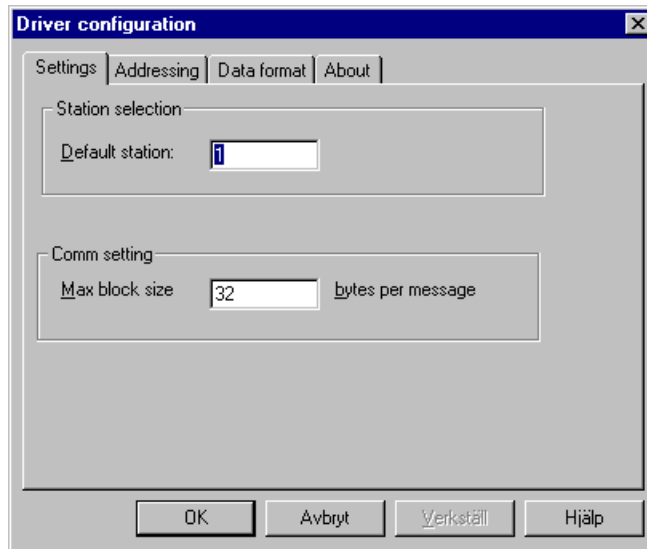 Driver configuration
Settings Addressing Data format About
Station selection
Default station: 1
Comm setting
Max block size 32 bytes per message
OK Avbryt Verkställ Hjälp